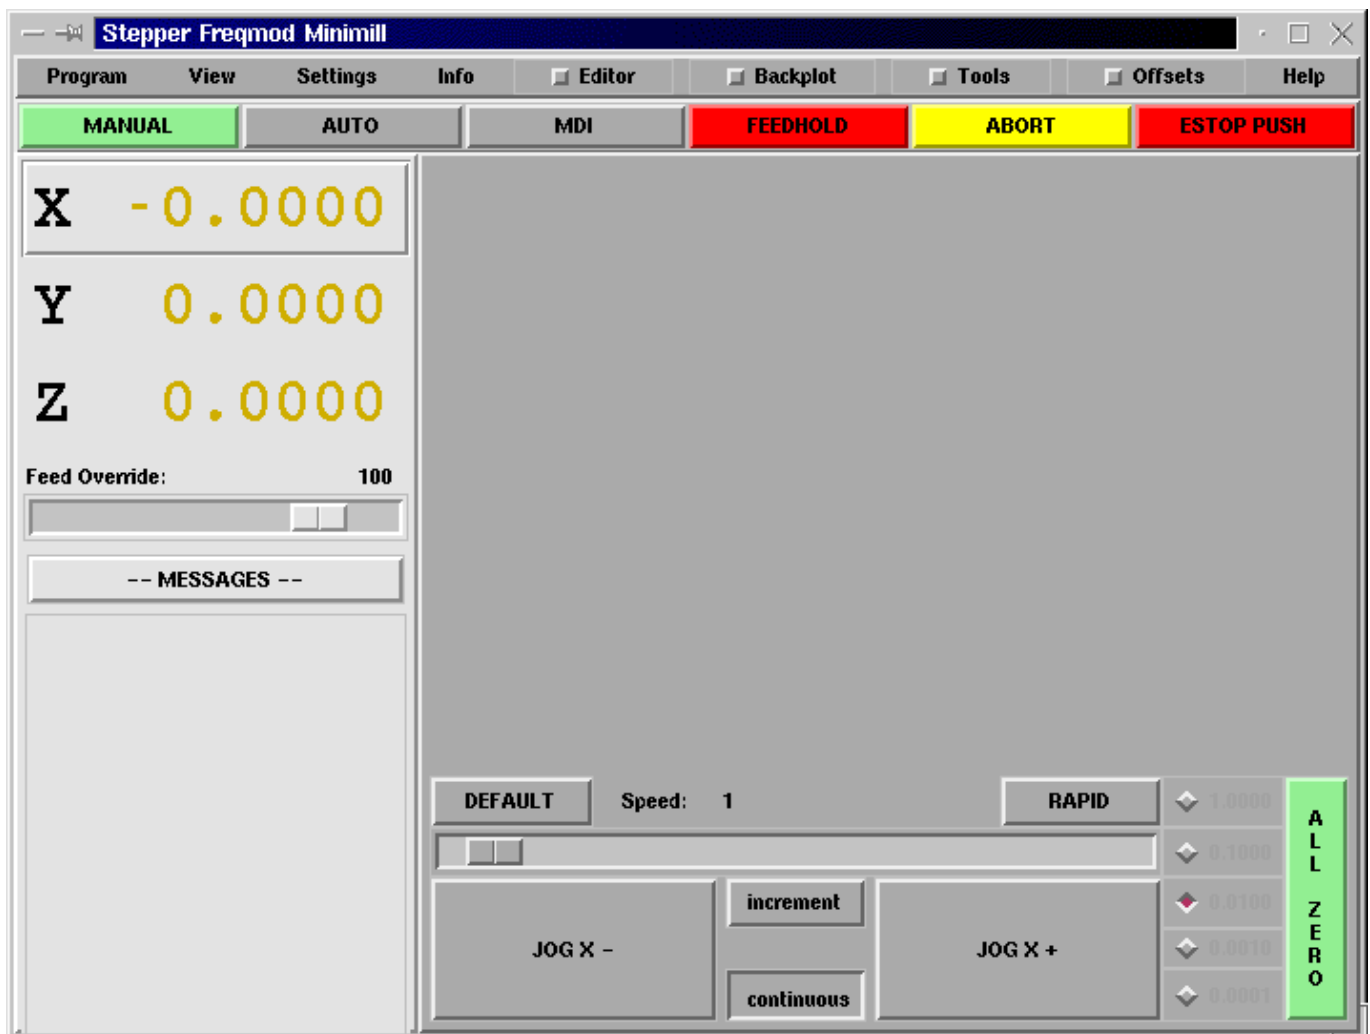 Stepper Freqmod Minimill
Program View Settings Info Editor Backplot Tools Offsets Help
MANUAL AUTO MDI FEEDHOLD ABORT ESTOP PUSH
X -0.0000
Y 0.0000
Z 0.0000
Feed Override: 100
-- MESSAGES --
DEFAULT Speed: 1 RAPID
1.0000
0.1000
0.0100
0.0010
0.0001
increment
JOG X - JOG X +
continuous
ALL ZERO